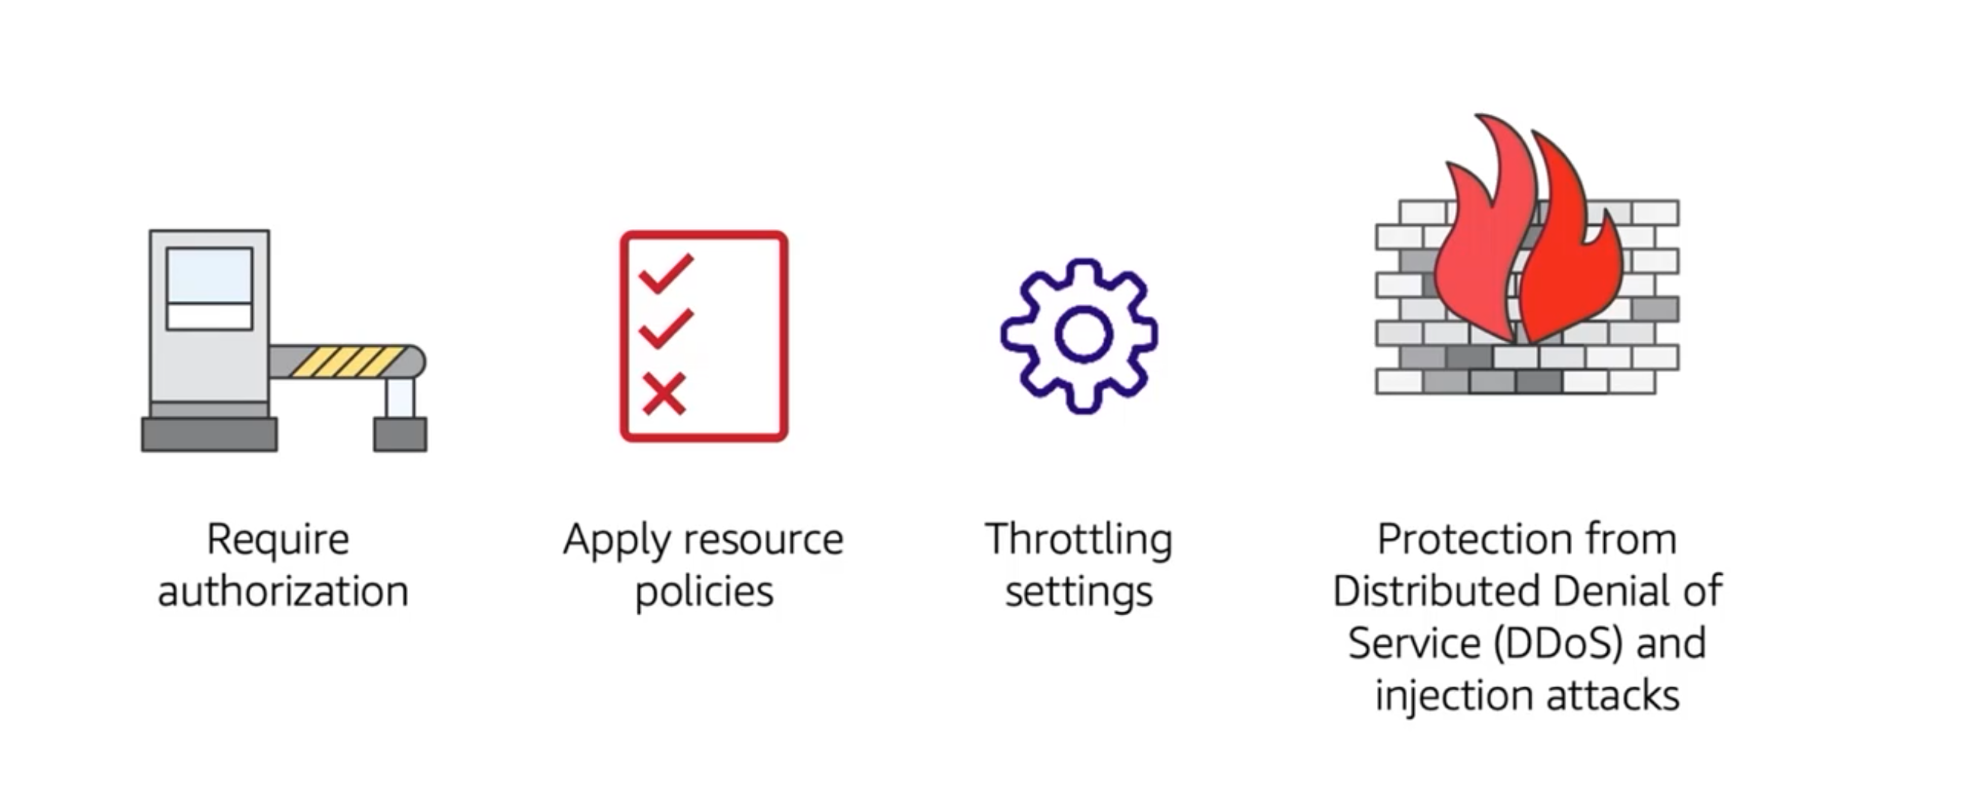 Require
authorization
Apply resource
policies
Throttling
settings
Protection from
Distributed Denial of
Service (DDoS) and
injection attacks